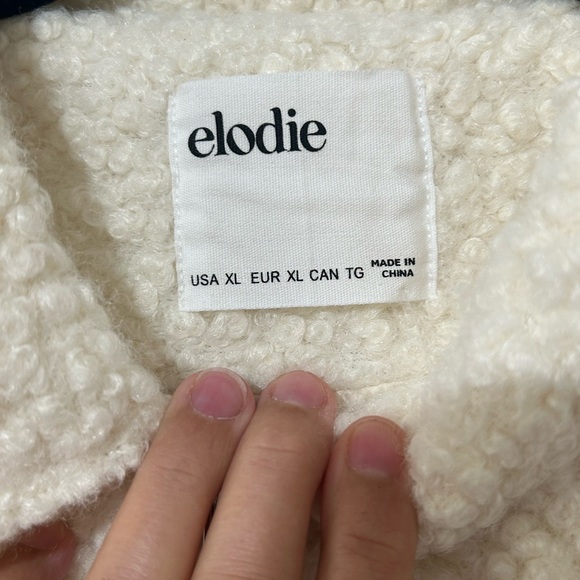 elodie
USA XL EUR XL CAN TG MADE IN
CHINA